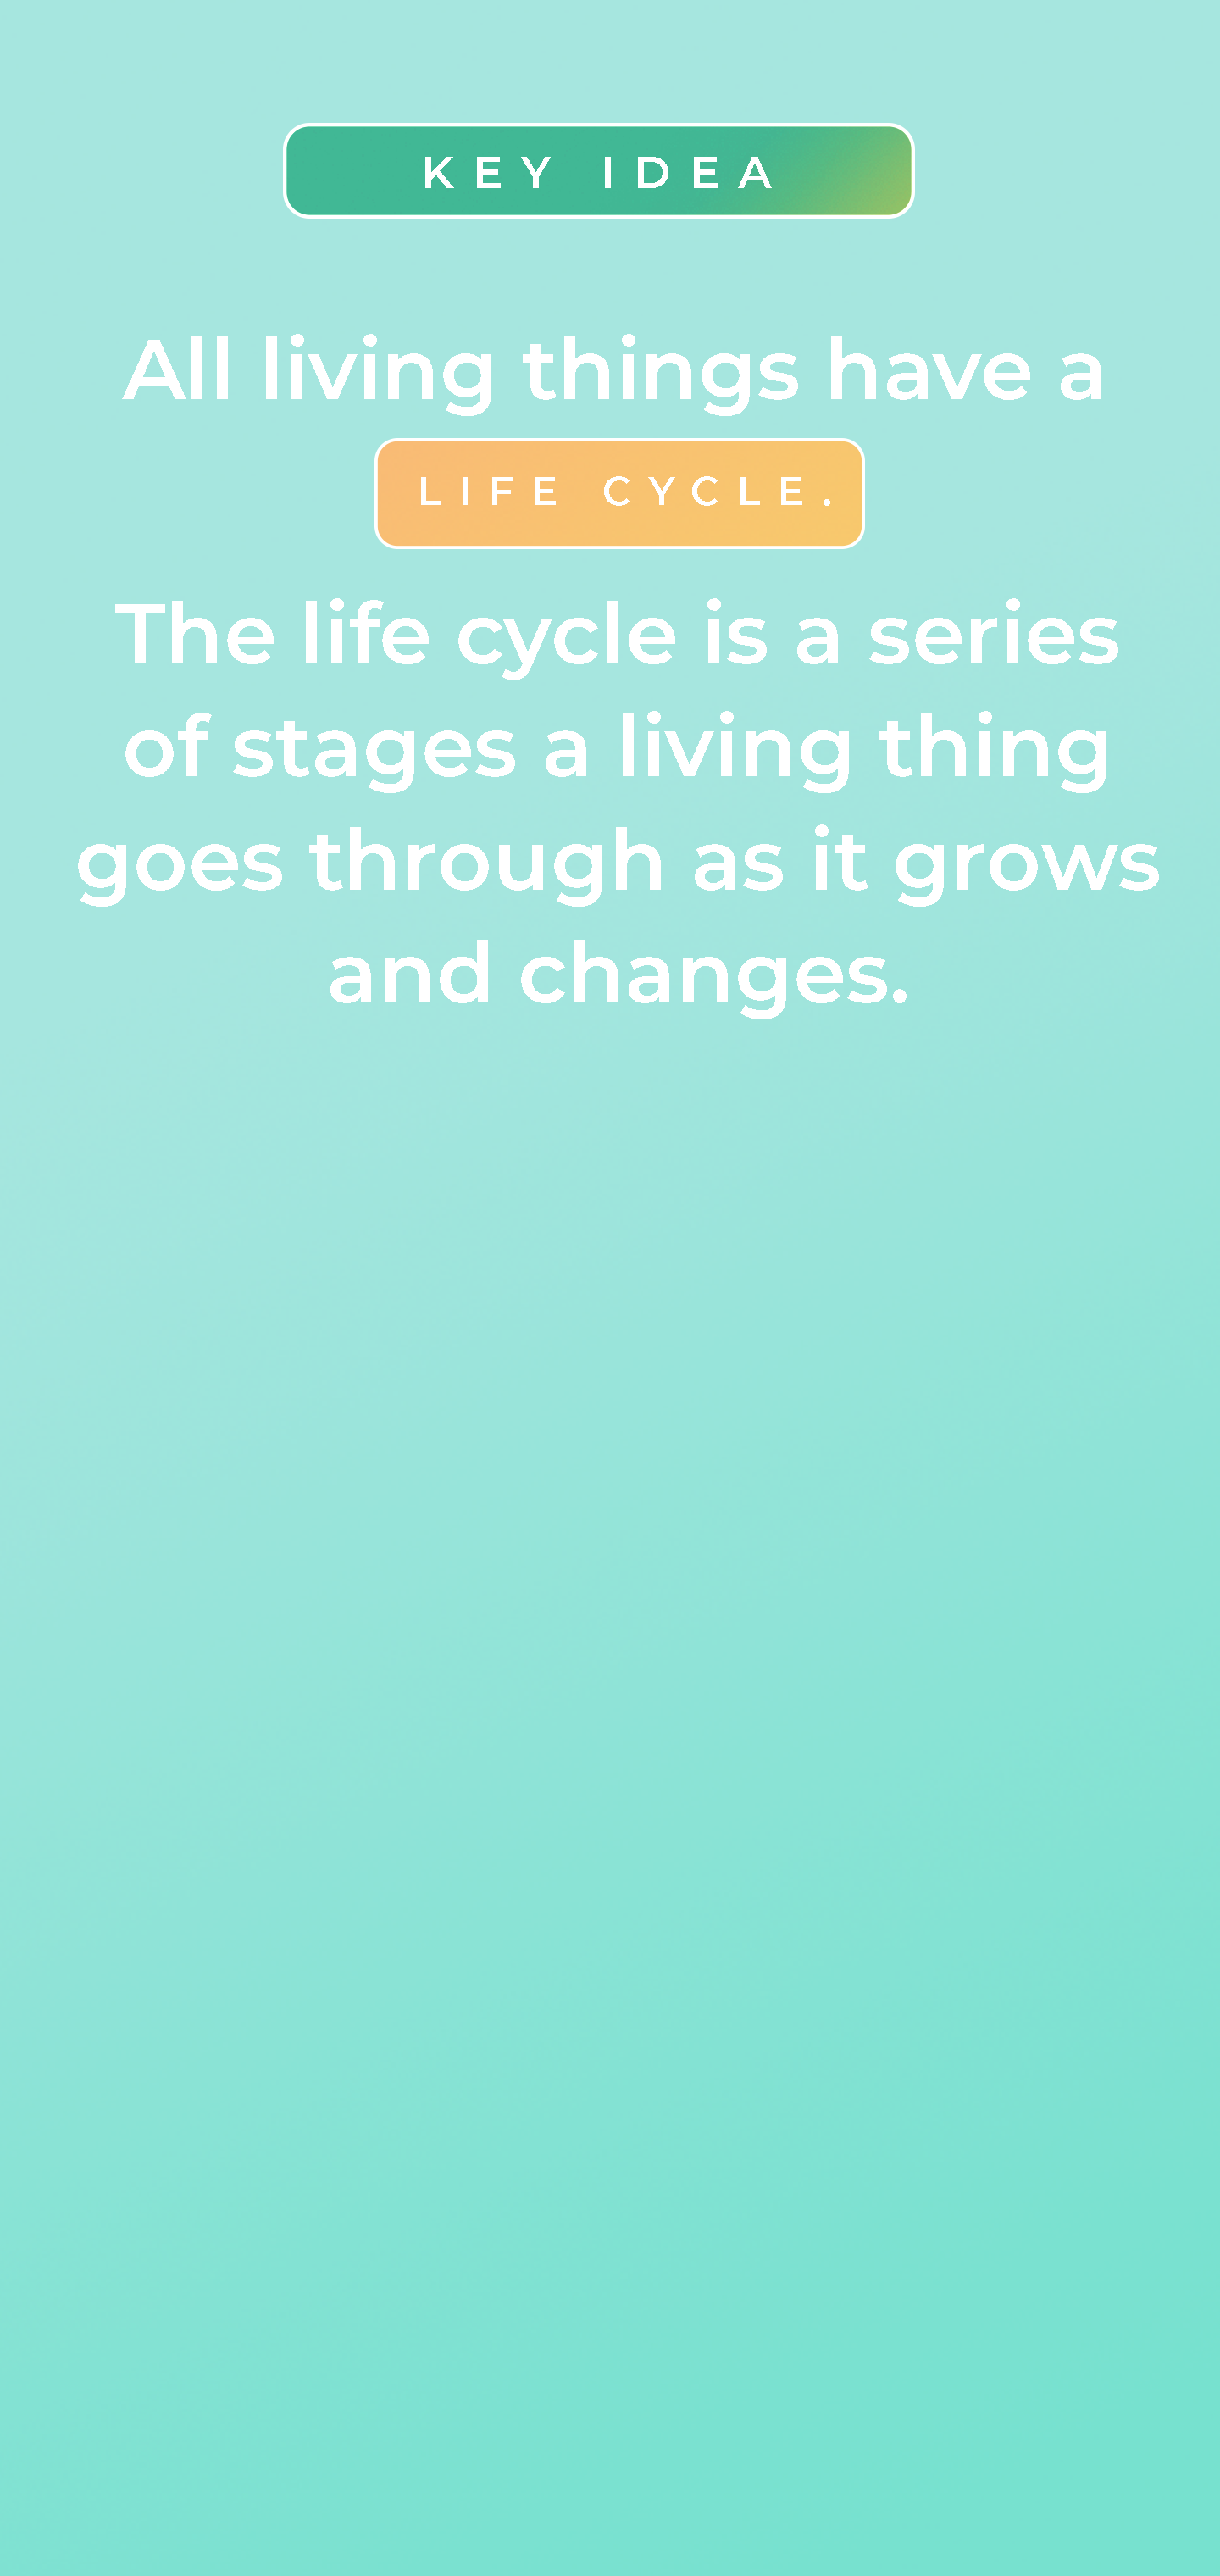 KEY IDEA
All living things have a
LIFE CYCLE.
The life cycle is a series
of stages a living thing
goes through as it grows
and changes.